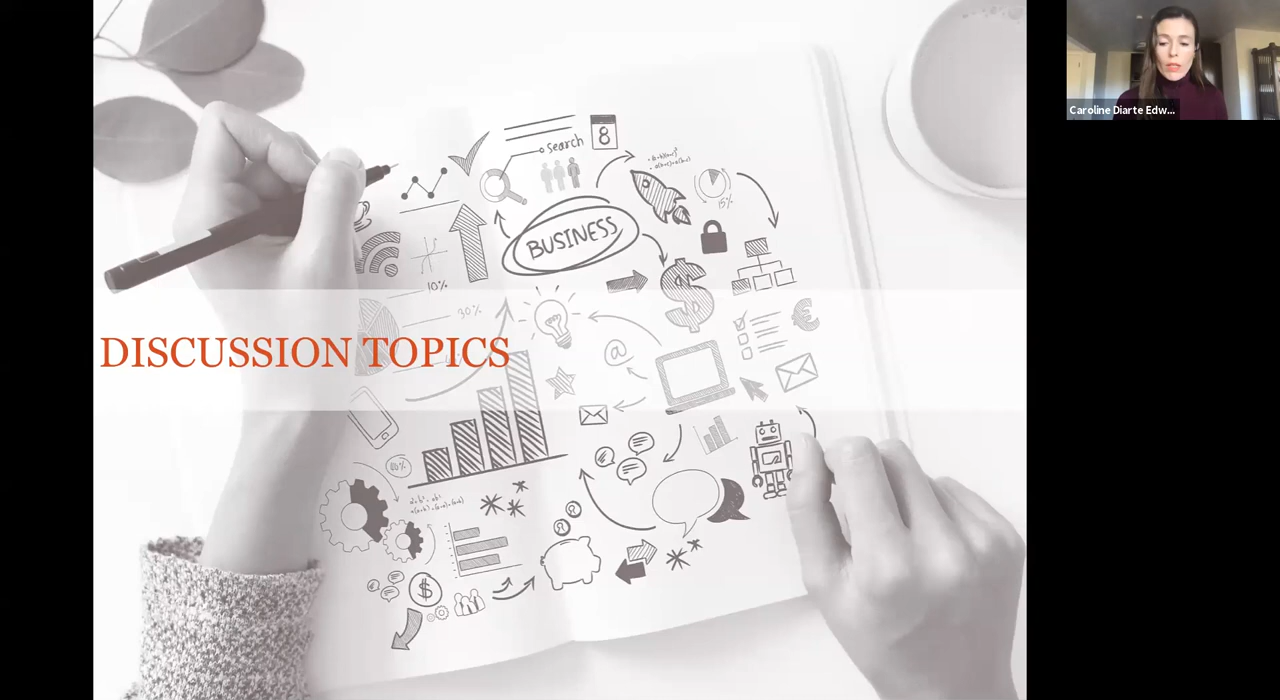 DISCUSSION TOPICS
search
8
BUSINESS
15%
10%
30%
@
$
€
$
Caroline Diarte Edw...